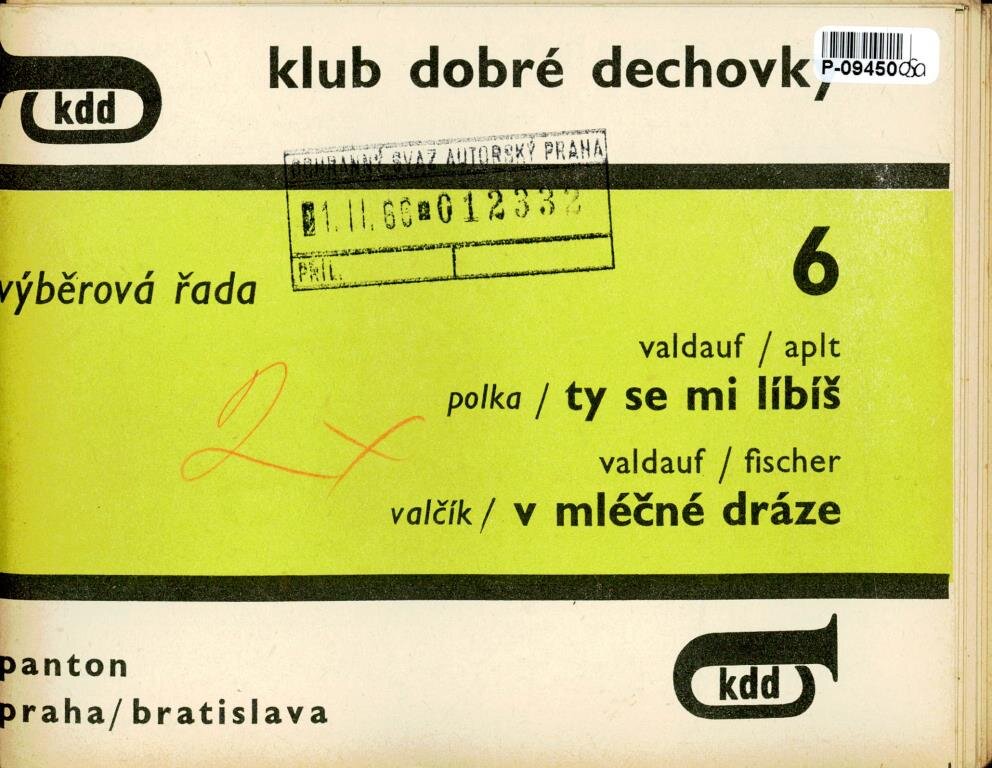 kdd
klub dobré dechovky
P-09450 
OCHRANNÝ SVAZ AUTORSKÝ PRAHA
1. II. 66 012332
PŘÍL.
výběrová řada
6
valdauf / aplt
polka / ty se mi líbíš
2x
valdauf / fischer
valčík / v mléčné dráze
panton
praha/bratislava
kdd